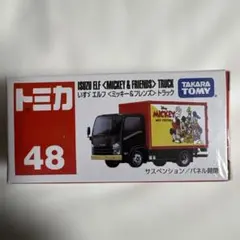 トミカ
48
ISUZU ELF <MICKEY & FRIENDS> TRUCK
いすゞ エルフ <ミッキー&フレンズ> トラック
TAKARA
TOMY
MICKEY
サスペンション/パネル開閉